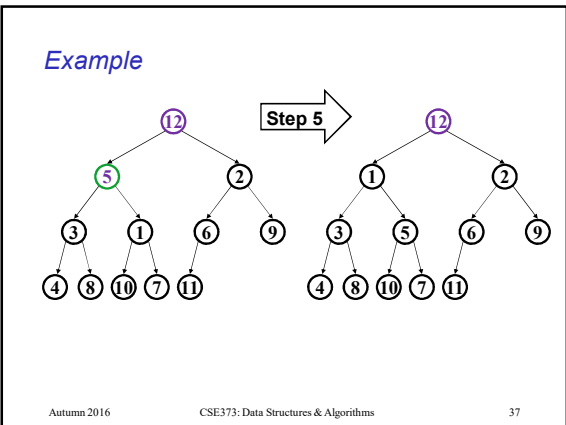 Example
12 Step 5 12
5 2 1 2
3 1 6 9 3 5 6 9
4 8 10 7 11 4 8 10 7 11
Autumn 2016 CSE373: Data Structures & Algorithms 37